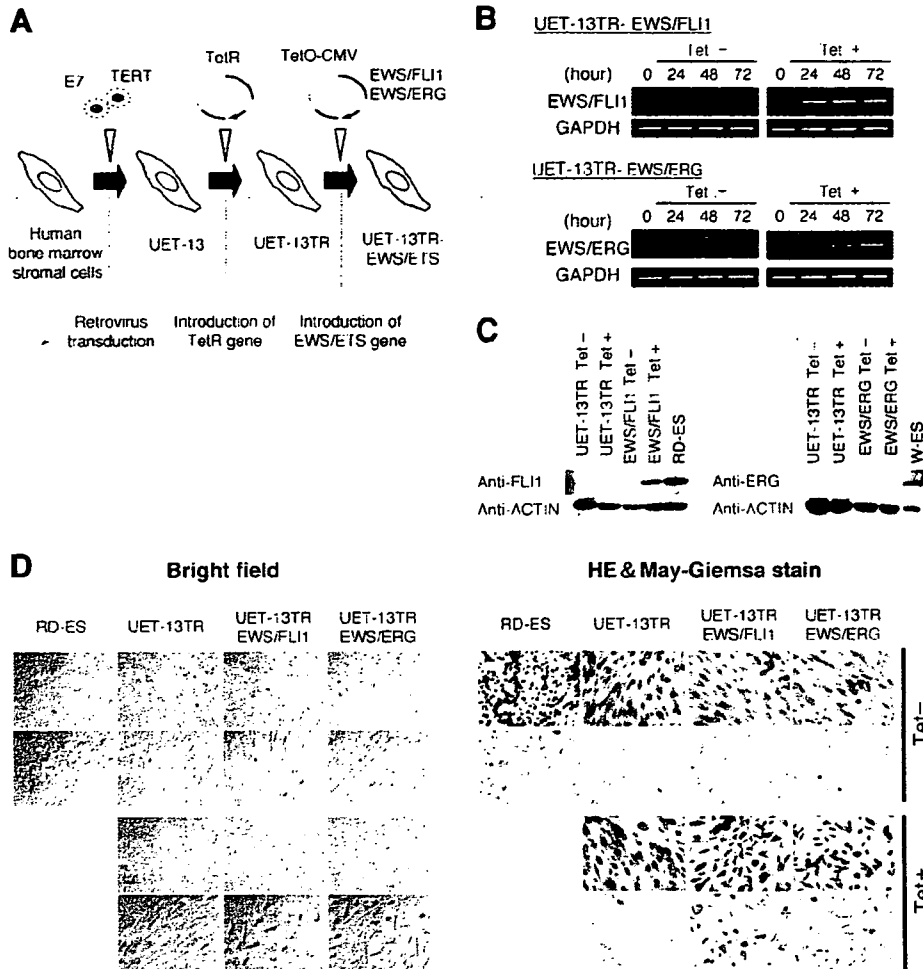 A
E7
TERT
TetR
TetO-CMV
EWS/FLI1
EWS/ERG
Human
bone marrow
stromal cells
UET-13
UET-13TR
UET-13TR-
EWS/ETS
Retrovirus
transduction
Introduction of
TetR gene
Introduction of
EWS/ETS gene
B
UET-13TR- EWS/FLI1
Tet − Tet +
(hour) 0 24 48 72 0 24 48 72
EWS/FLI1
GAPDH
UET-13TR- EWS/ERG
Tet − Tet +
(hour) 0 24 48 72 0 24 48 72
EWS/ERG
GAPDH
C
UET-13TR Tet −
UET-13TR Tet +
EWS/FLI1 Tet −
EWS/FLI1 Tet +
RD-ES
Anti-FLI1
Anti-ACTIN
UET-13TR Tet −
UET-13TR Tet +
EWS/ERG Tet −
EWS/ERG Tet +
W-ES
Anti-ERG
Anti-ACTIN
D
Bright field
RD-ES
UET-13TR
UET-13TR
EWS/FLI1
UET-13TR
EWS/ERG
HE & May-Giemsa stain
RD-ES
UET-13TR
UET-13TR
EWS/FLI1
UET-13TR
EWS/ERG
Tet−
Tet+